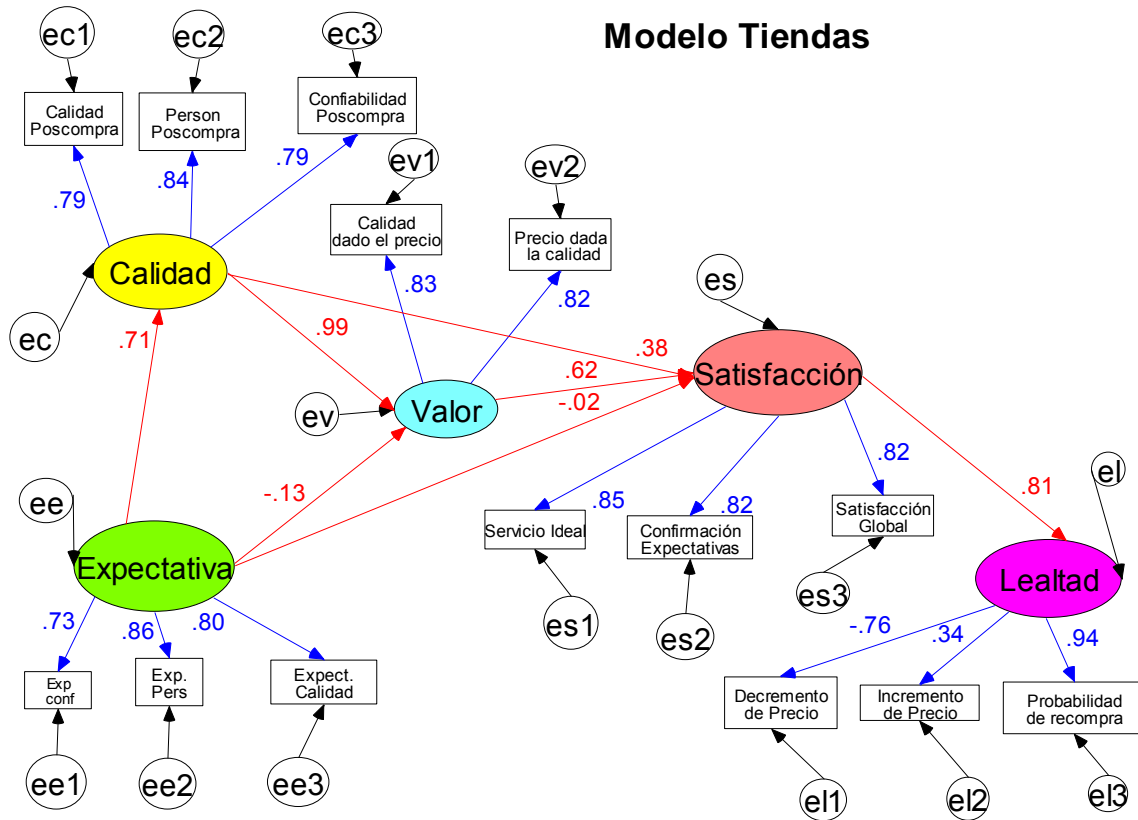 Modelo Tiendas
ec1
ec2
ec3
Calidad
Poscompra
Person
Poscompra
Confiabilidad
Poscompra
.79
.84
.79
ev1
ev2
Calidad
dado el precio
Precio dada
la calidad
Calidad
.83
.82
es
ec
.71
.99
.38
.62
-.02
Satisfacción
ev
Valor
-.13
.85
.82
.82
.81
el
ee
Servicio Ideal
Confirmación
Expectativas
Satisfacción
Global
Expectativa
Lealtad
es1
es2
es3
.73
.86
.80
-.76
.34
.94
Exp
conf
Exp.
Pers
Expect.
Calidad
Decremento
de Precio
Incremento
de Precio
Probabilidad
de recompra
ee1
ee2
ee3
el1
el2
el3